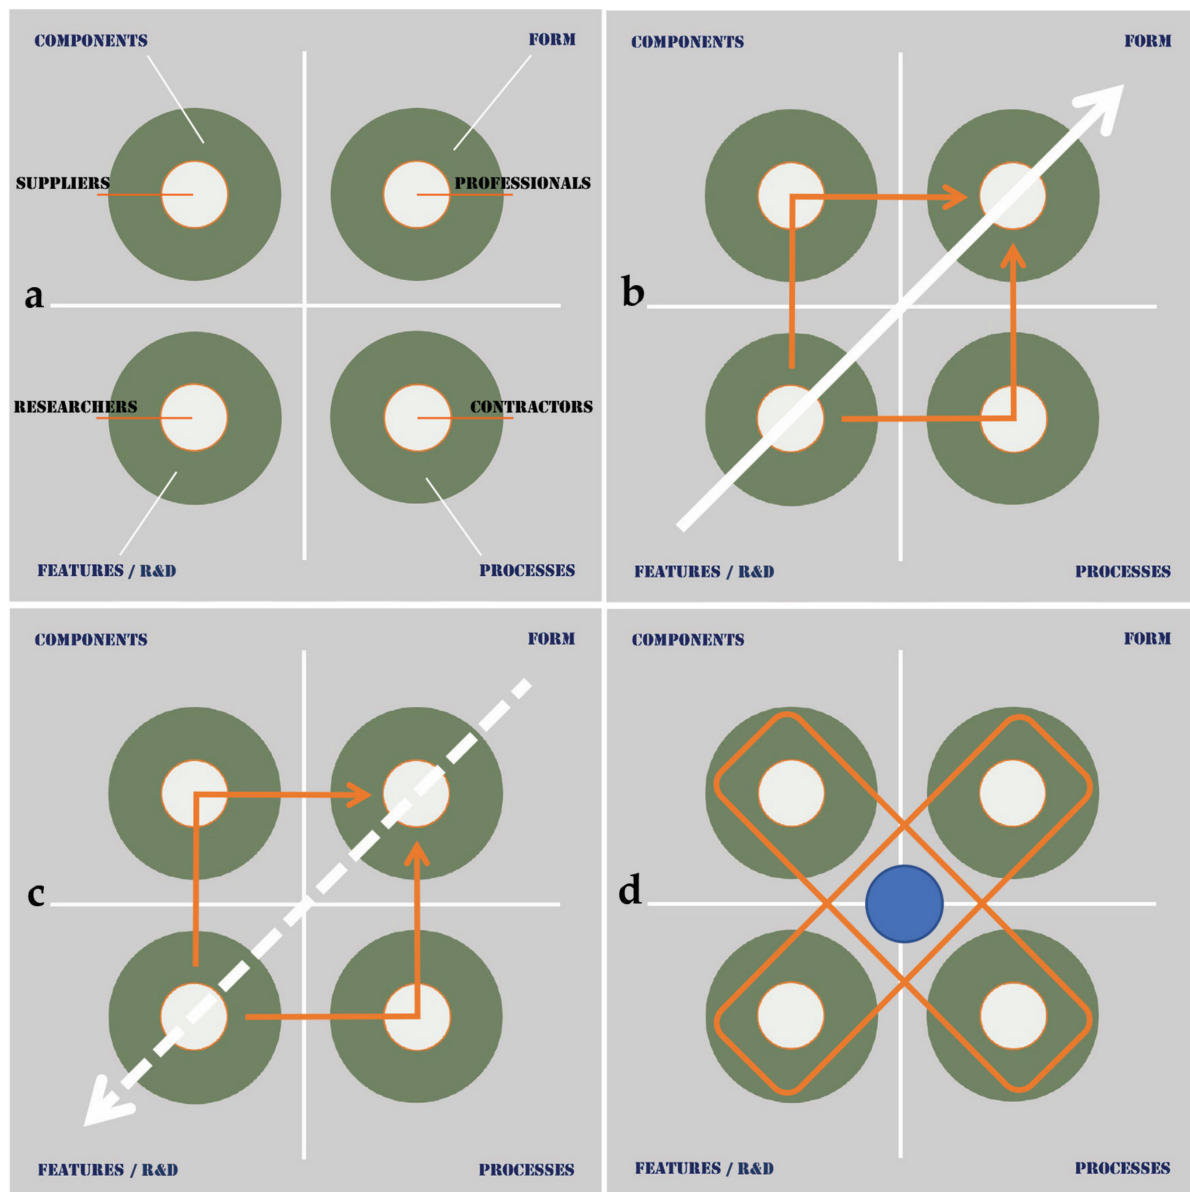 COMPONENTS
FORM
SUPPLIERS
PROFESSIONALS
a
RESEARCHERS
CONTRACTORS
FEATURES / R&D
PROCESSES
COMPONENTS
FORM
b
FEATURES / R&D
PROCESSES
COMPONENTS
FORM
c
FEATURES / R&D
PROCESSES
COMPONENTS
FORM
d
FEATURES / R&D
PROCESSES